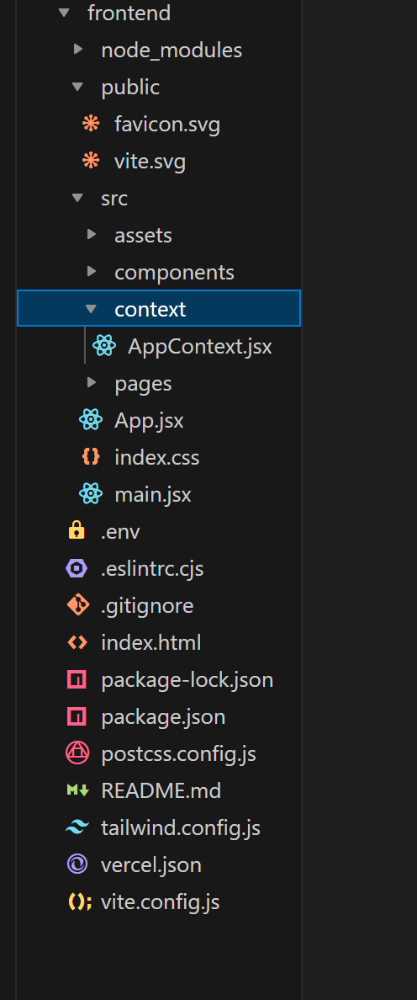 frontend
node_modules
public
favicon.svg
vite.svg
src
assets
components
context
AppContext.jsx
pages
App.jsx
index.css
main.jsx
.env
.eslintrc.cjs
.gitignore
index.html
package-lock.json
package.json
postcss.config.js
README.md
tailwind.config.js
vercel.json
vite.config.js